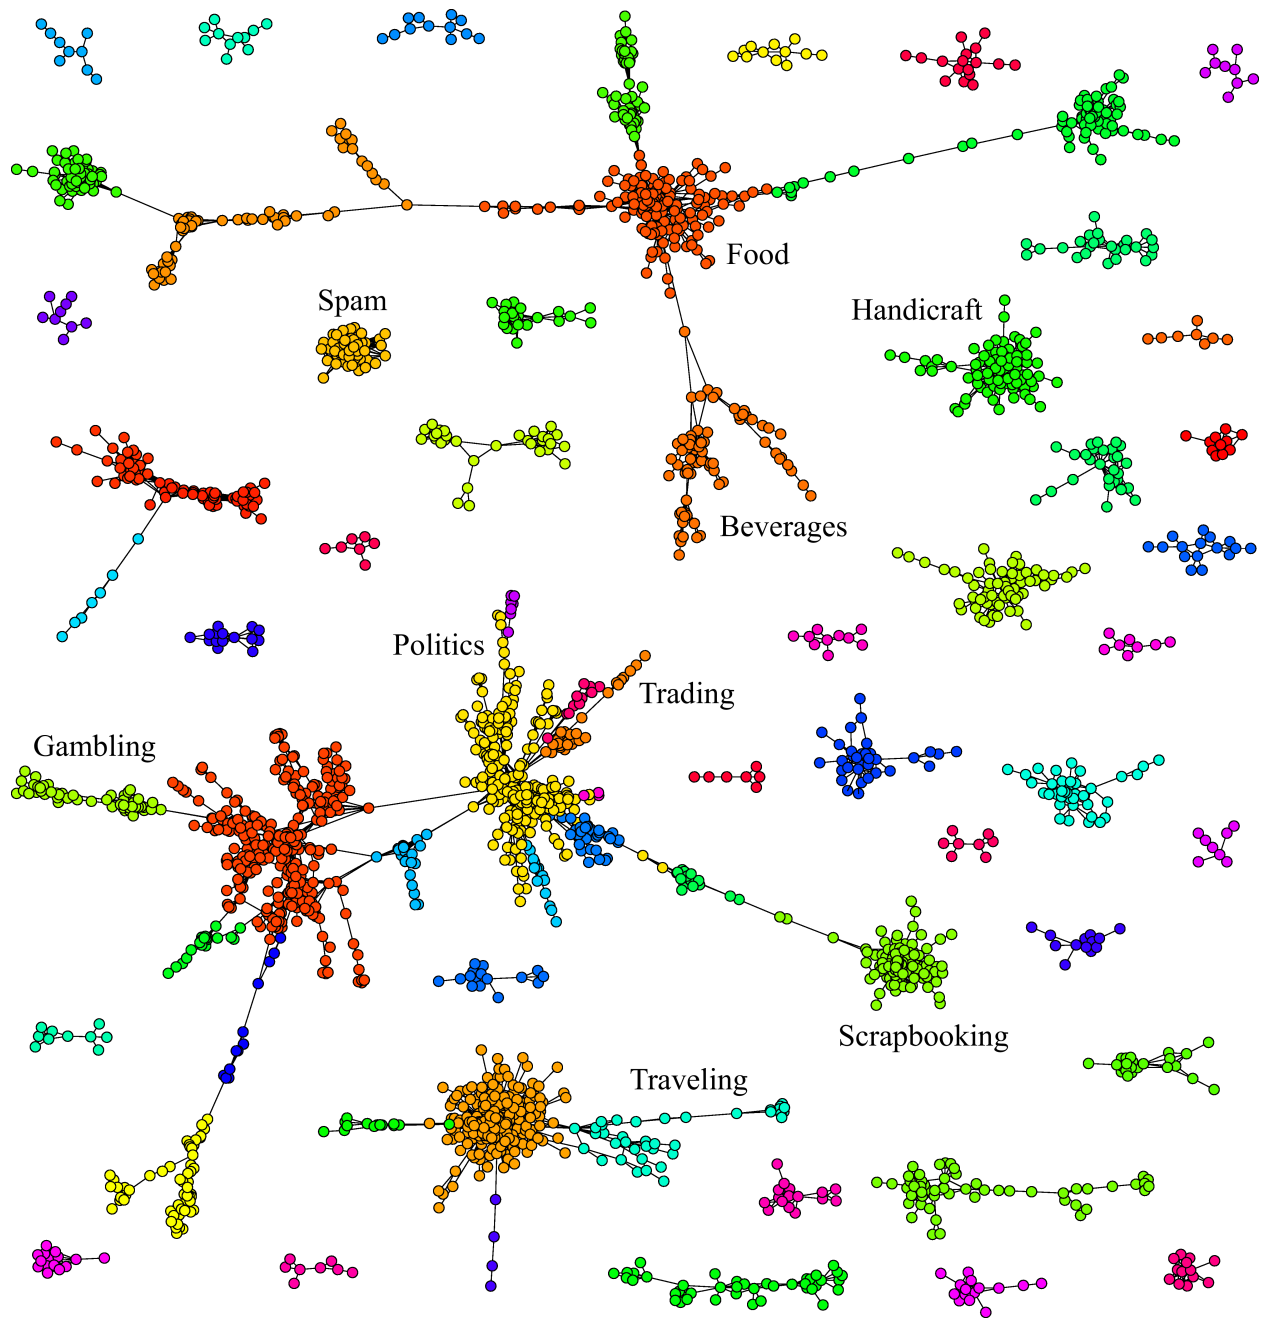 Food
Spam
Handicraft
Beverages
Politics
Trading
Gambling
Scrapbooking
Traveling